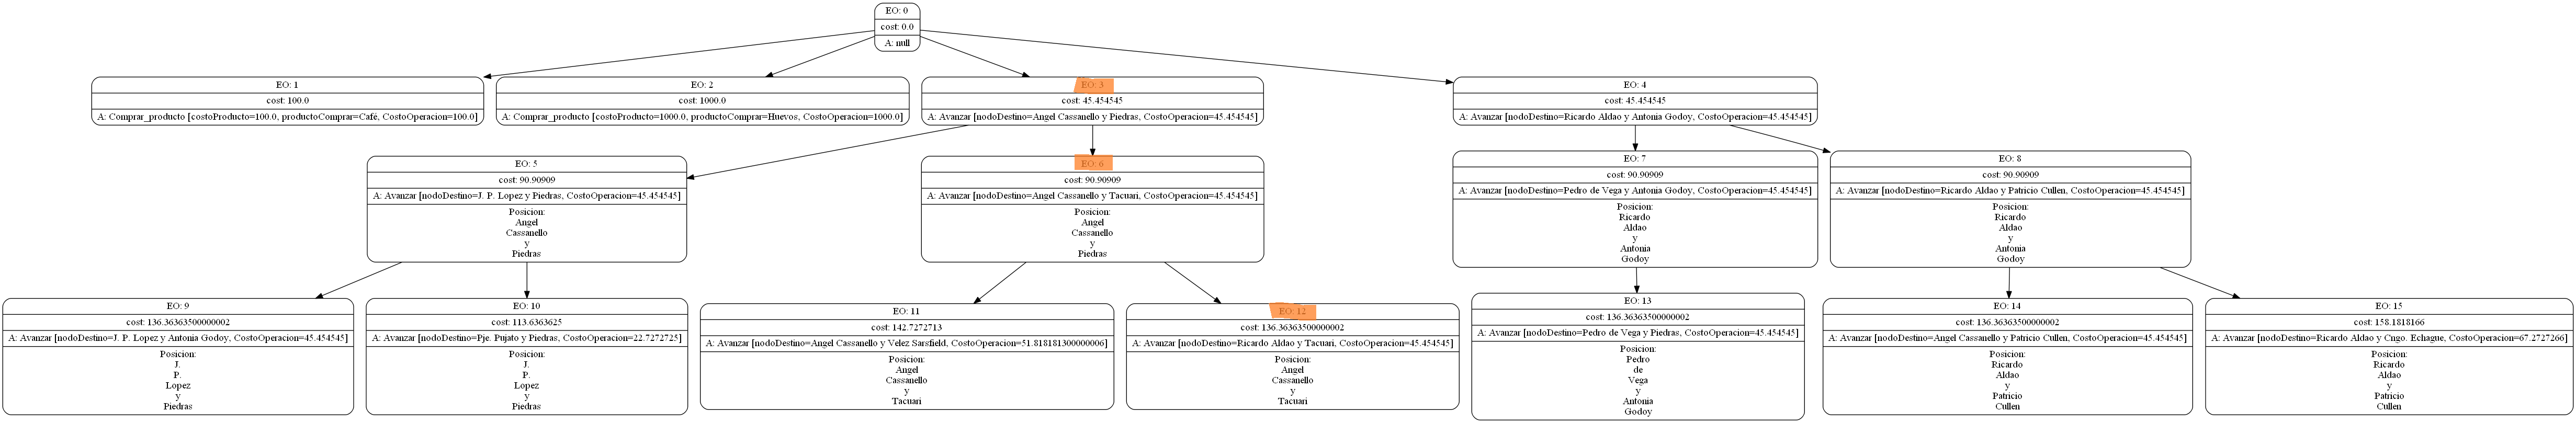 EO: 0
cost: 0.0
A: null
EO: 1
cost: 100.0
A: Comprar_producto [costoProducto=100.0, productoComprar=Café, CostoOperacion=100.0]
EO: 2
cost: 1000.0
A: Comprar_producto [costoProducto=1000.0, productoComprar=Huevos, CostoOperacion=1000.0]
EO: 3
cost: 45.454545
A: Avanzar [nodoDestino=Angel Cassanello y Piedras, CostoOperacion=45.454545]
EO: 4
cost: 45.454545
A: Avanzar [nodoDestino=Ricardo Aldao y Antonia Godoy, CostoOperacion=45.454545]
EO: 5
cost: 90.90909
A: Avanzar [nodoDestino=J. P. Lopez y Piedras, CostoOperacion=45.454545]
Posicion:
Angel
Cassanello
y
Piedras
EO: 6
cost: 90.90909
A: Avanzar [nodoDestino=Angel Cassanello y Tacuari, CostoOperacion=45.454545]
Posicion:
Angel
Cassanello
y
Piedras
EO: 7
cost: 90.90909
A: Avanzar [nodoDestino=Pedro de Vega y Antonia Godoy, CostoOperacion=45.454545]
Posicion:
Ricardo
Aldao
y
Antonia
Godoy
EO: 8
cost: 90.90909
A: Avanzar [nodoDestino=Ricardo Aldao y Patricio Cullen, CostoOperacion=45.454545]
Posicion:
Ricardo
Aldao
y
Antonia
Godoy
EO: 9
cost: 136.36363500000002
A: Avanzar [nodoDestino=J. P. Lopez y Antonia Godoy, CostoOperacion=45.454545]
Posicion:
J.
P.
Lopez
y
Piedras
EO: 10
cost: 113.6363625
A: Avanzar [nodoDestino=Pje. Pujato y Piedras, CostoOperacion=22.7272725]
Posicion:
J.
P.
Lopez
y
Piedras
EO: 11
cost: 142.7272713
A: Avanzar [nodoDestino=Angel Cassanello y Velez Sarsfield, CostoOperacion=51.818181300000006]
Posicion:
Angel
Cassanello
y
Tacuari
EO: 12
cost: 136.36363500000002
A: Avanzar [nodoDestino=Ricardo Aldao y Tacuari, CostoOperacion=45.454545]
Posicion:
Angel
Cassanello
y
Tacuari
EO: 13
cost: 136.36363500000002
A: Avanzar [nodoDestino=Pedro de Vega y Piedras, CostoOperacion=45.454545]
Posicion:
Pedro
de
Vega
y
Antonia
Godoy
EO: 14
cost: 136.36363500000002
A: Avanzar [nodoDestino=Angel Cassanello y Patricio Cullen, CostoOperacion=45.454545]
Posicion:
Ricardo
Aldao
y
Patricio
Cullen
EO: 15
cost: 158.1818166
A: Avanzar [nodoDestino=Ricardo Aldao y Cngo. Echague, CostoOperacion=67.2727266]
Posicion:
Ricardo
Aldao
y
Patricio
Cullen